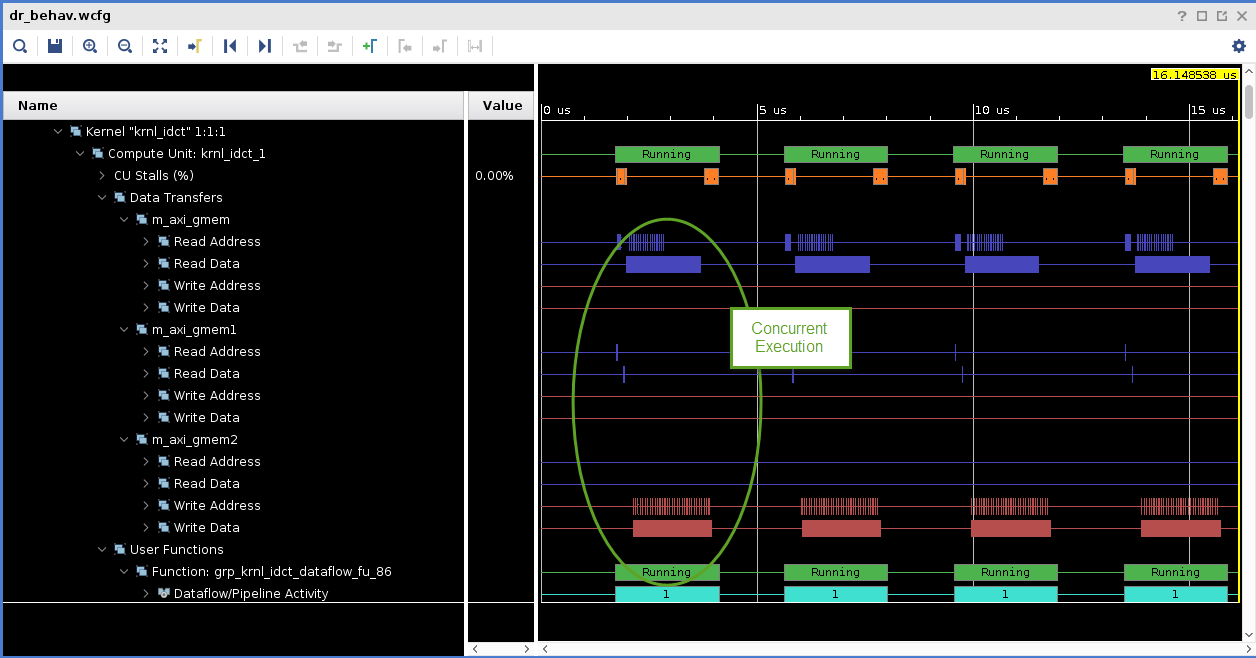 dr_behav.wcfg
16.148538 us
Name Value
0 us 5 us 10 us 15 us
Kernel "krnl_idct" 1:1:1
Compute Unit: krnl_idct_1 Running Running Running Running
CU Stalls (%) 0.00%
Data Transfers
m_axi_gmem
Read Address
Read Data
Write Address
Write Data
m_axi_gmem1
Concurrent
Execution
Read Address
Read Data
Write Address
Write Data
m_axi_gmem2
Read Address
Read Data
Write Address
Write Data
User Functions
Function: grp_krnl_idct_dataflow_fu_86 Running Running Running Running
Dataflow/Pipeline Activity 1 1 1 1